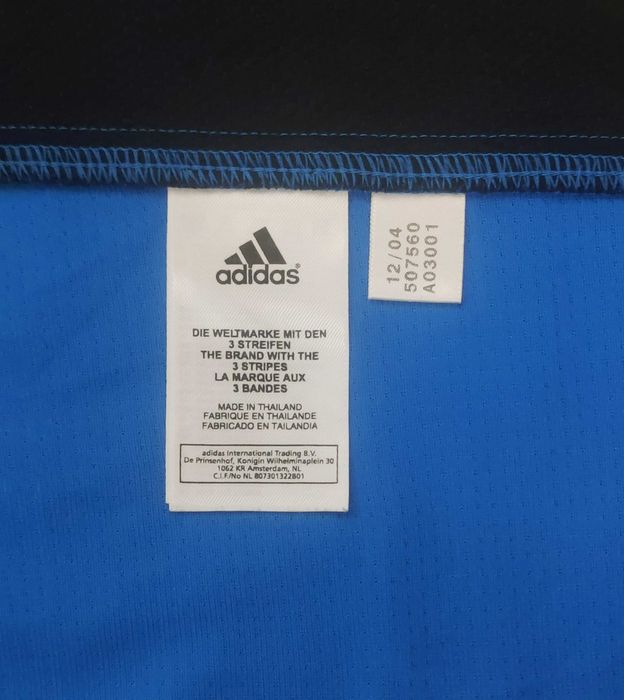 adidas®
DIE WELTMARKE MIT DEN
3 STREIFEN
THE BRAND WITH THE
3 STRIPES
LA MARQUE AUX
3 BANDES
MADE IN THAILAND
FABRIQUE EN THAILANDE
FABRICADO EN TAILANDIA
adidas International Trading B.V.
De Prinsenhof, Konigin Wilhelminaplein 30
1062 KR Amsterdam, NL
C.I.F/No NL 807301322B01
12/04
507560
A03001